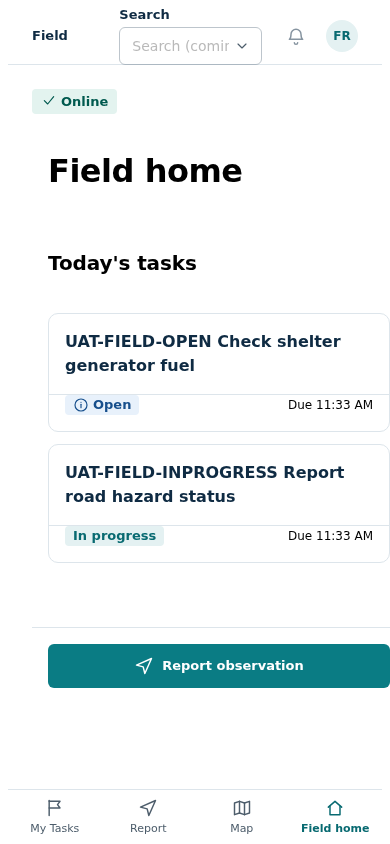 Field
Search
Search (comir
FR
Online
Field home
Today's tasks
UAT-FIELD-OPEN Check shelter
generator fuel
Open
Due 11:33 AM
UAT-FIELD-INPROGRESS Report
road hazard status
In progress
Due 11:33 AM
Report observation
My Tasks
Report
Map
Field home